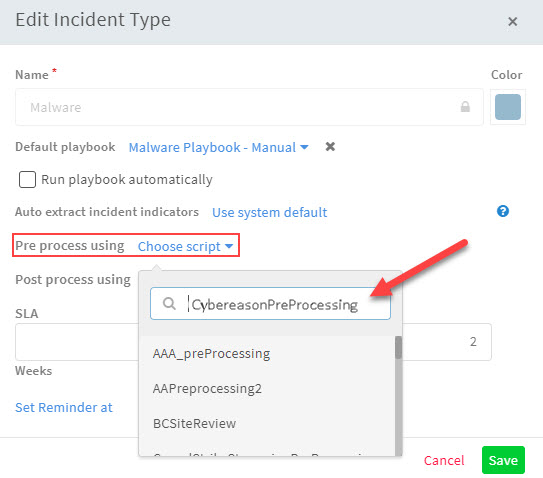 Edit Incident Type ×
Name * Color
Malware
Default playbook Malware Playbook - Manual ×
Run playbook automatically
Auto extract incident indicators Use system default ?
Pre process using Choose script
Post process using
CybereasonPreProcessing
SLA
2
AAA_preProcessing
Weeks
AAPreprocessing2
Set Reminder at
BCSiteReview
Cancel Save